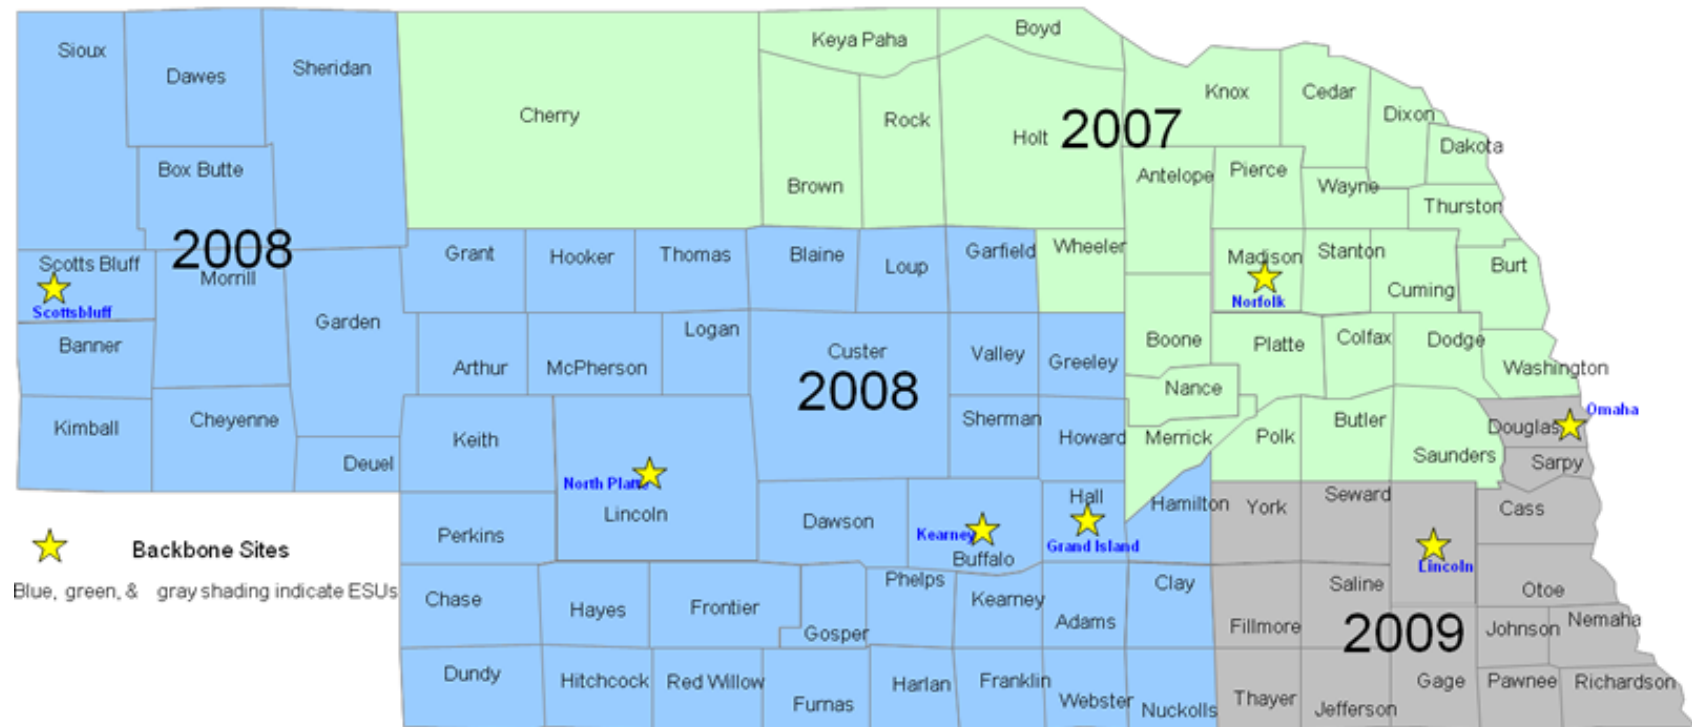 Sioux
Dawes
Sheridan
Cherry
Keya Paha
Boyd
Brown
Rock
Holt
2007
Knox
Cedar
Dixon
Dakota
Antelope
Pierce
Wayne
Thurston
Box Butte
2008
Scotts Bluff
Scottsbluff
Morrill
Garden
Banner
Kimball
Cheyenne
Deuel
Grant
Hooker
Thomas
Blaine
Loup
Garfield
Wheeler
Madison
Norfolk
Stanton
Cuming
Burt
Arthur
McPherson
Logan
Custer
2008
Valley
Greeley
Boone
Platte
Colfax
Dodge
Washington
Nance
Keith
Sherman
Howard
Merrick
Polk
Butler
Saunders
Douglas
Omaha
Sarpy
North Platte
Lincoln
Perkins
Dawson
Kearney
Buffalo
Hall
Grand Island
Hamilton
York
Seward
Lincoln
Cass
Backbone Sites
Blue, green, & gray shading indicate ESUs
Chase
Hayes
Frontier
Gosper
Phelps
Kearney
Adams
Clay
Fillmore
Saline
2009
Otoe
Johnson
Nemaha
Dundy
Hitchcock
Red Willow
Furnas
Harlan
Franklin
Webster
Nuckolls
Thayer
Jefferson
Gage
Pawnee
Richardson